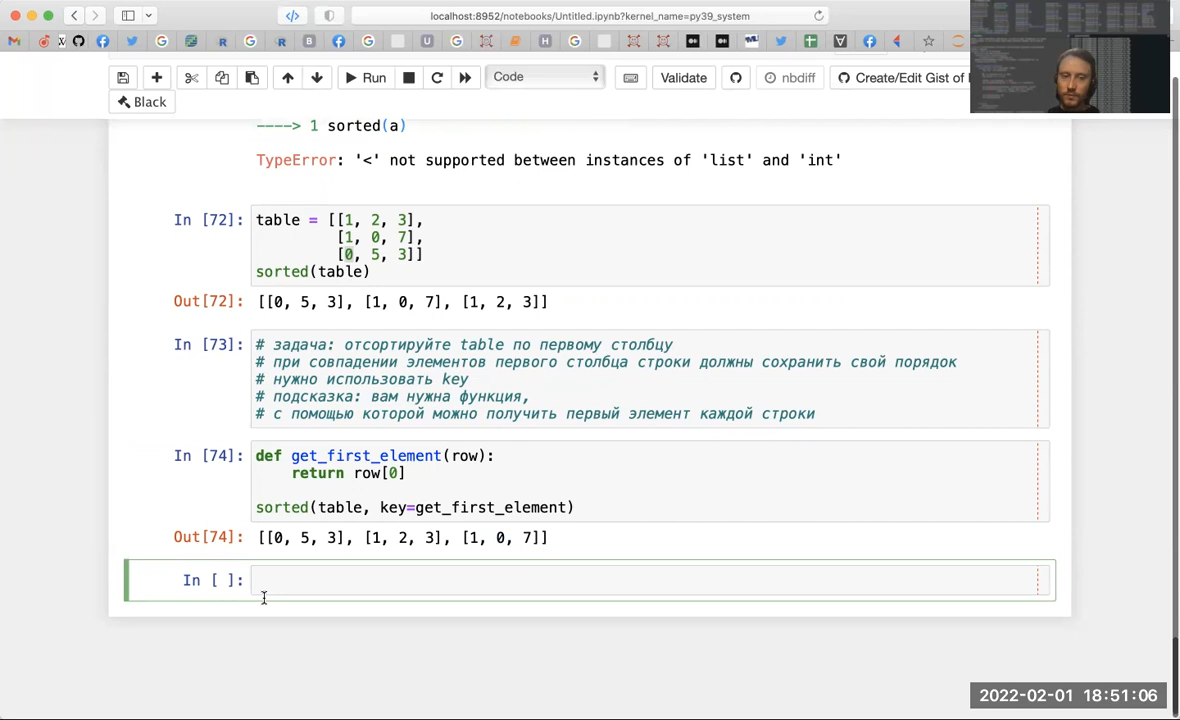 localhost:8952/notebooks/Untitled.ipynb?kernel_name=py39_system
Run
Code
Validate
nbdiff
Create/Edit Gist of
Black
----> 1 sorted(a)
TypeError: '<' not supported between instances of 'list' and 'int'
In [72]:
table = [[1, 2, 3],
[1, 0, 7],
[0, 5, 3]]
sorted(table)
Out[72]: [[0, 5, 3], [1, 0, 7], [1, 2, 3]]
In [73]:
# задача: отсортируйте table по первому столбцу
# при совпадении элементов первого столбца строки должны сохранить свой порядок
# нужно использовать key
# подсказка: вам нужна функция,
# с помощью которой можно получить первый элемент каждой строки
In [74]:
def get_first_element(row):
return row[0]
sorted(table, key=get_first_element)
Out[74]: [[0, 5, 3], [1, 2, 3], [1, 0, 7]]
In [ ]:
2022-02-01 18:51:06